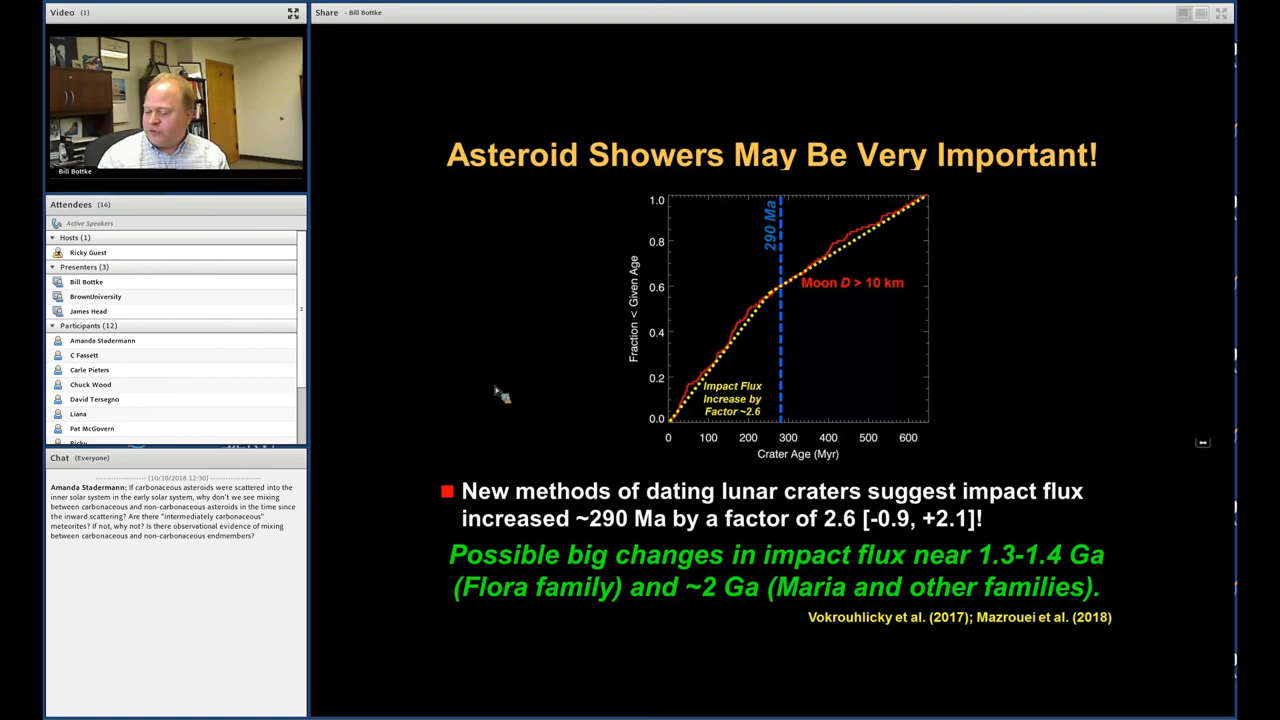 Video (1)
Bill Bottke
Attendees (16)
Active Speakers
Hosts (1)
Ricky Guest
Presenters (3)
Bill Bottke
BrownUniversity
James Head
Participants (12)
Amanda Stadermann
C Fassett
Carle Pieters
Chuck Wood
David Tersegno
Liana
Pat McGovern
Chat (Everyone)
(10/10/2018 12:30)
Amanda Stadermann: If carbonaceous asteroids were scattered into the
inner solar system in the early solar system, why don't we see mixing
between carbonaceous and non-carbonaceous asteroids in the time since
the inward scattering? Are there "intermediately carbonaceous"
meteorites? If not, why not? Is there observational evidence of mixing
between carbonaceous and non-carbonaceous endmembers?
Share - Bill Bottke
Asteroid Showers May Be Very Important!
1.0
0.8
0.6
0.4
0.2
0.0
Fraction < Given Age
290 Ma
Moon D > 10 km
Impact Flux
Increase by
Factor ~2.6
0 100 200 300 400 500 600
Crater Age (Myr)
New methods of dating lunar craters suggest impact flux
increased ~290 Ma by a factor of 2.6 [-0.9, +2.1]!
Possible big changes in impact flux near 1.3-1.4 Ga
(Flora family) and ~2 Ga (Maria and other families).
Vokrouhlicky et al. (2017); Mazrouei et al. (2018)